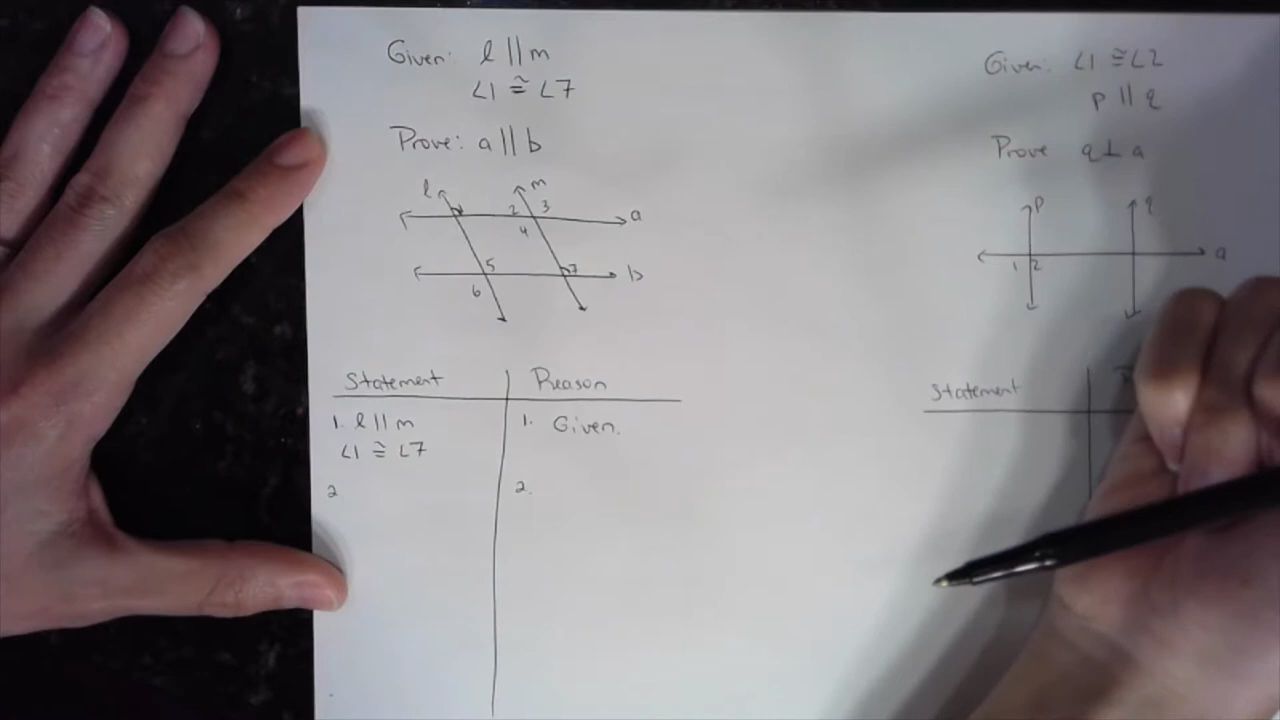 Given: l || m
∠1 ≅ ∠7
Prove: a || b
l
m
2 3
a
4
5
7
b
6
Statement Reason
1. l || m 1. Given.
∠1 ≅ ∠7
2 2.
Given: ∠1 ≅ ∠2
p || q
Prove q ⊥ a
p
q
a
1 2
Statement